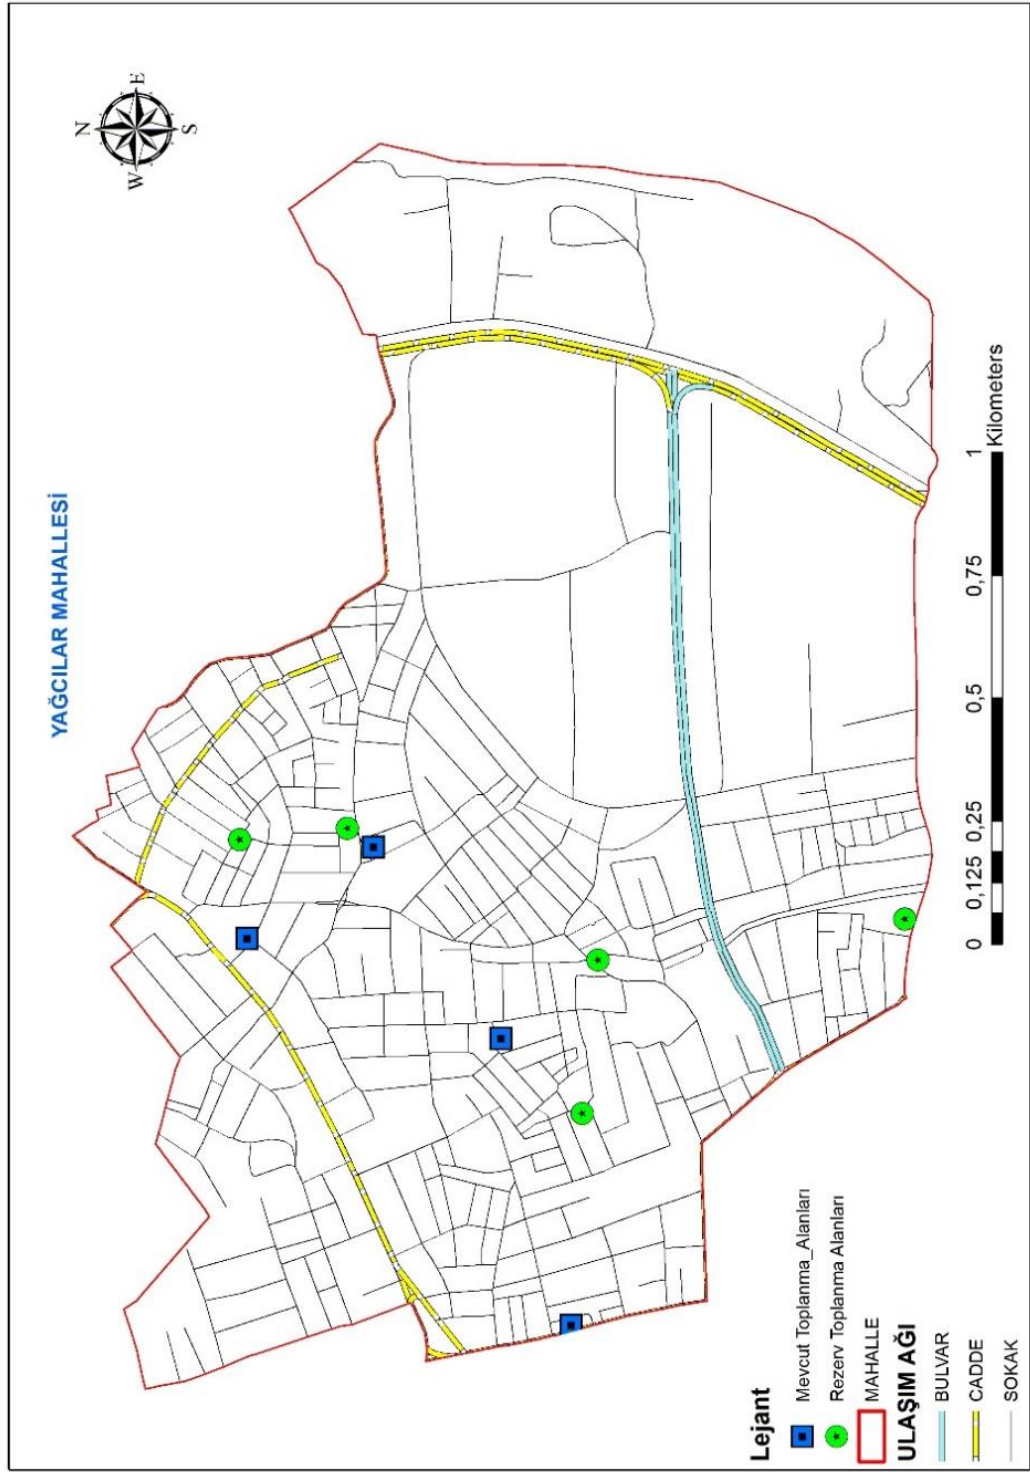 YAĞCILAR MAHALLESİ
N
W
E
S
Lejant
Mevcut Toplanma_Alanları
Rezerv Toplanma Alanları
MAHALLE
ULAŞIM AĞI
BULVAR
CADDE
SOKAK
0 0,125 0,25 0,5 0,75 1
Kilometers